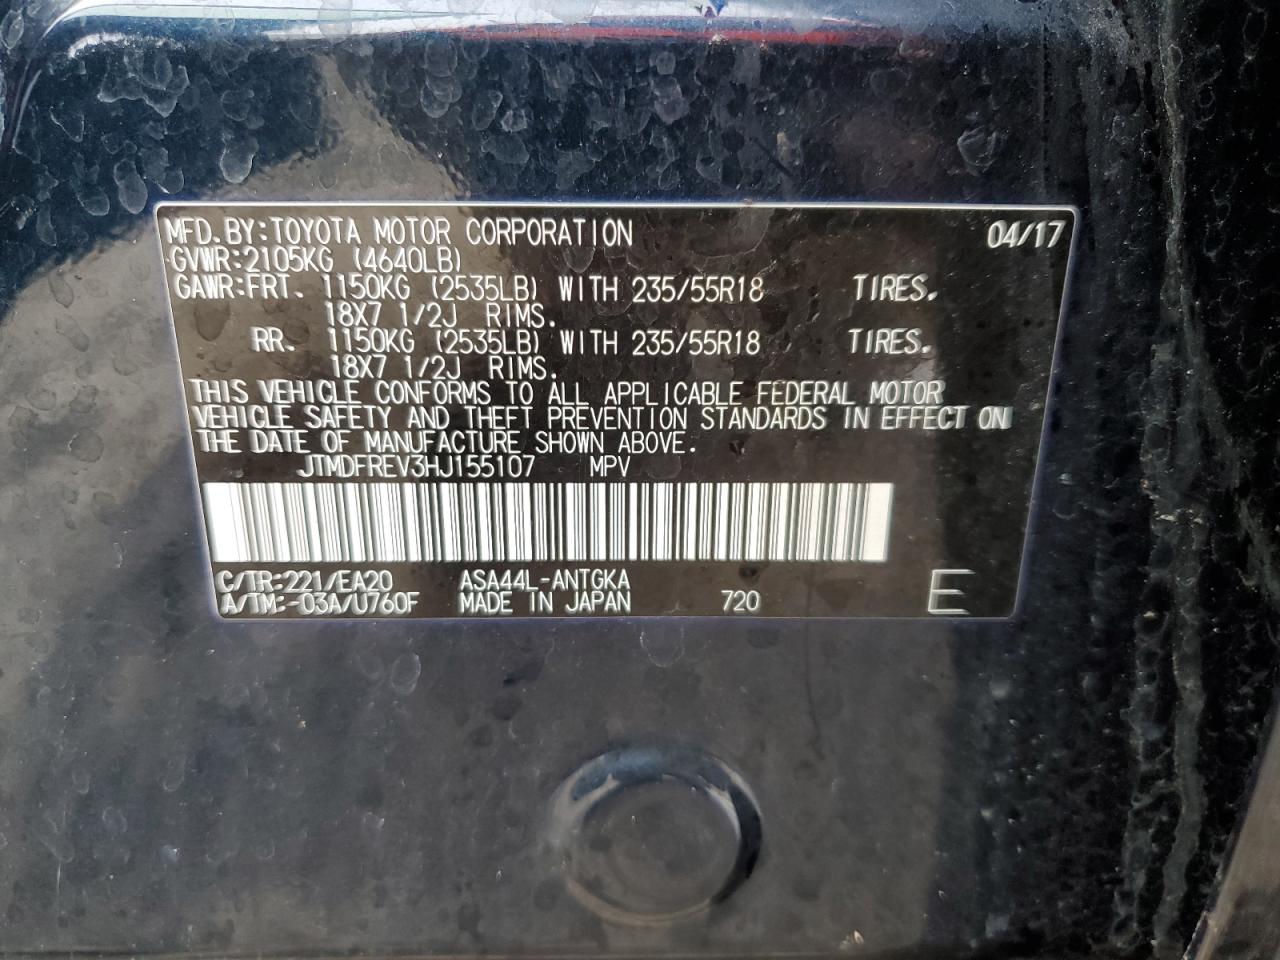 MFD. BY: TOYOTA MOTOR CORPORATION 04/17
GVWR: 2105KG (4640LB)
GAWR: FRT. 1150KG (2535LB) WITH 235/55R18 TIRES.
18X7 1/2J RIMS.
RR. 1150KG (2535LB) WITH 235/55R18 TIRES.
18X7 1/2J RIMS.
THIS VEHICLE CONFORMS TO ALL APPLICABLE FEDERAL MOTOR
VEHICLE SAFETY AND THEFT PREVENTION STANDARDS IN EFFECT ON
THE DATE OF MANUFACTURE SHOWN ABOVE.
JTMDFREV3HJ155107 MPV
C/TR: 221/EA20 ASA44L-ANTGKA
A/TM: -03A/U760F MADE IN JAPAN 720 E